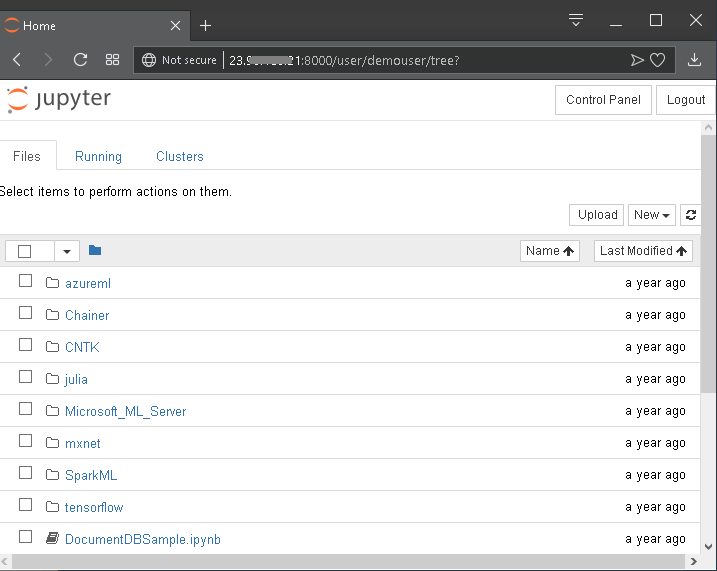 Home
Not secure 21:8000/user/demouser/tree?
jupyter
Control Panel Logout
Files Running Clusters
Select items to perform actions on them.
Upload New
Name Last Modified
azureml a year ago
Chainer a year ago
CNTK a year ago
julia a year ago
Microsoft_ML_Server a year ago
mxnet a year ago
SparkML a year ago
tensorflow a year ago
DocumentDBSample.ipynb a year ago